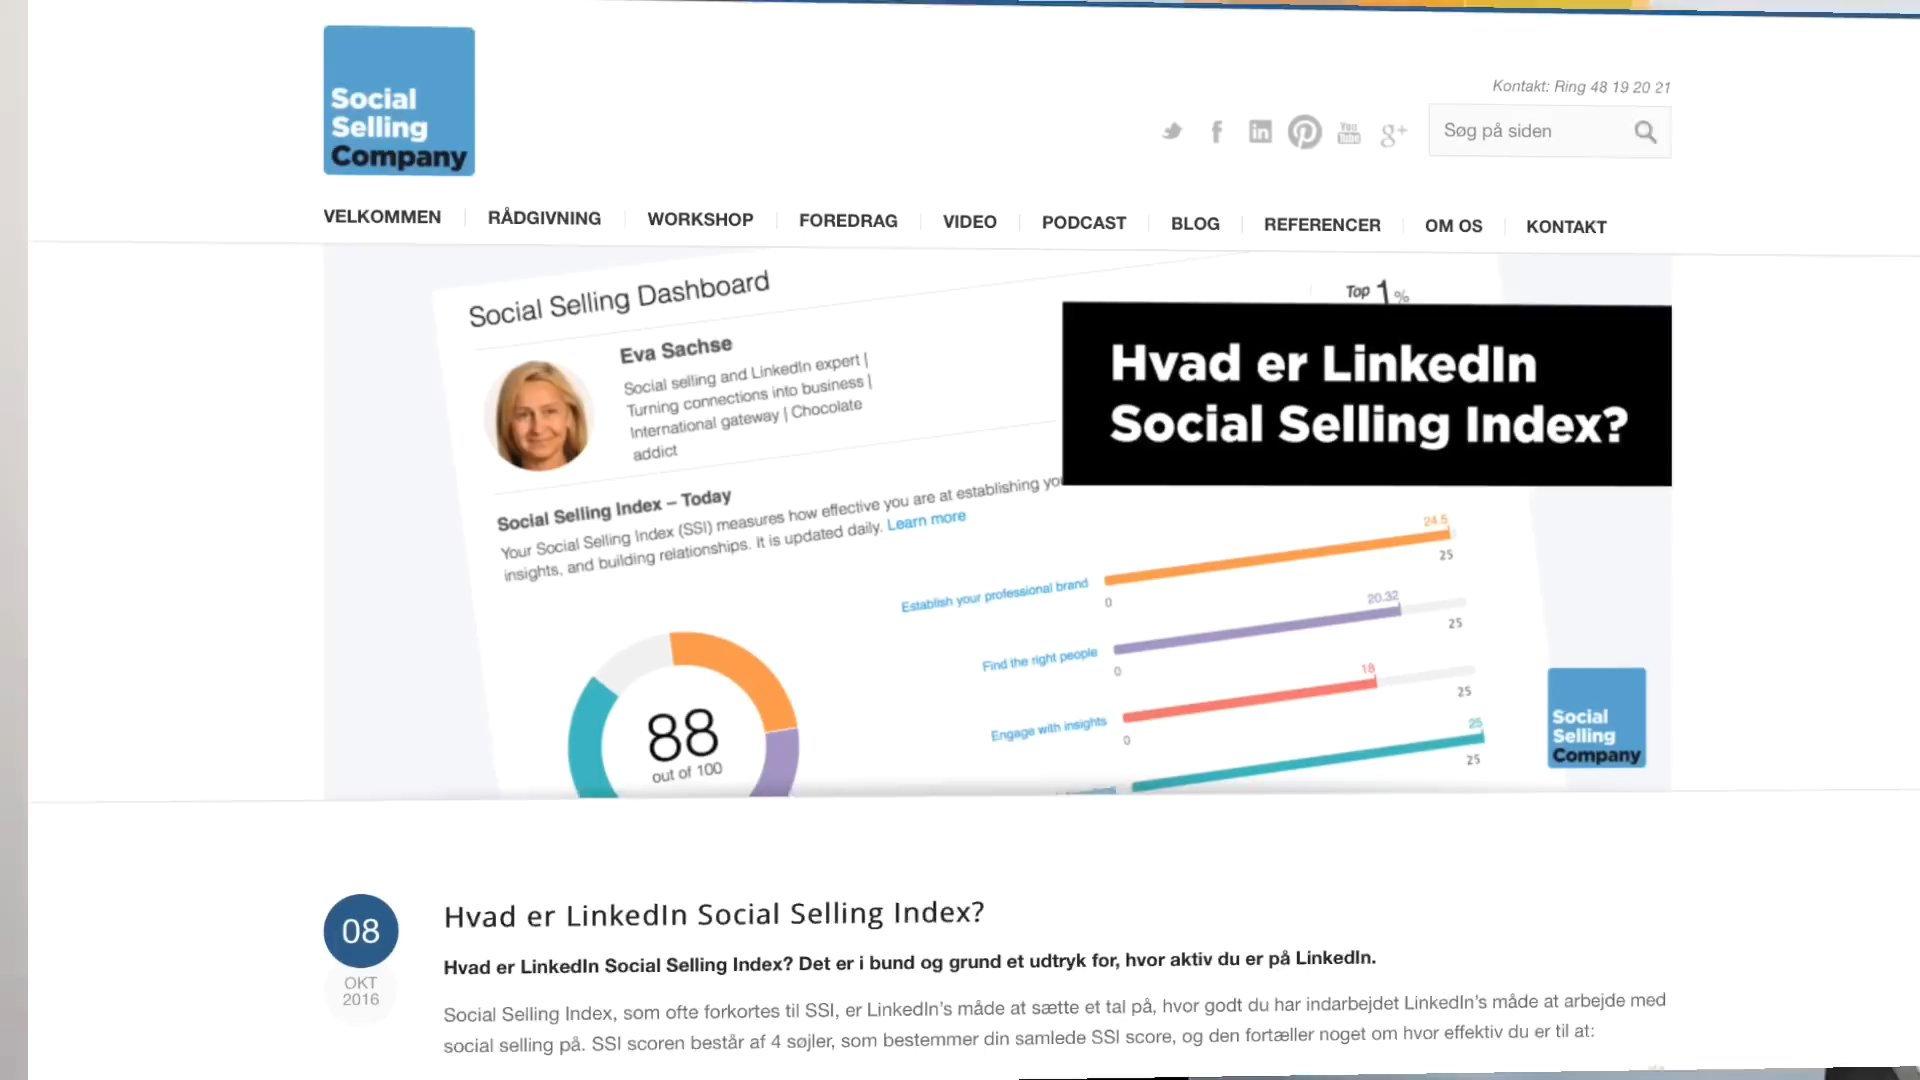 Social
Selling
Company
Kontakt: Ring 48 19 20 21
Søg på siden
VELKOMMEN
RÅDGIVNING
WORKSHOP
FOREDRAG
VIDEO
PODCAST
BLOG
REFERENCER
OM OS
KONTAKT
Social Selling Dashboard
Top 1%
Eva Sachse
Social selling and LinkedIn expert |
Turning connections into business |
International gateway | Chocolate
addict
Hvad er LinkedIn
Social Selling Index?
Social Selling Index – Today
Your Social Selling Index (SSI) measures how effective you are at establishing
insights, and building relationships. It is updated daily. Learn more
88
out of 100
Establish your professional brand
24.5
0
25
Find the right people
20.32
0
25
Engage with insights
18
0
25
25
25
Social
Selling
Company
08
OKT
2016
Hvad er LinkedIn Social Selling Index?
Hvad er LinkedIn Social Selling Index? Det er i bund og grund et udtryk for, hvor aktiv du er på LinkedIn.
Social Selling Index, som ofte forkortes til SSI, er LinkedIn's måde at sætte et tal på, hvor godt du har indarbejdet LinkedIn's måde at arbejde med
social selling på. SSI scoren består af 4 søjler, som bestemmer din samlede SSI score, og den fortæller noget om hvor effektiv du er til at: